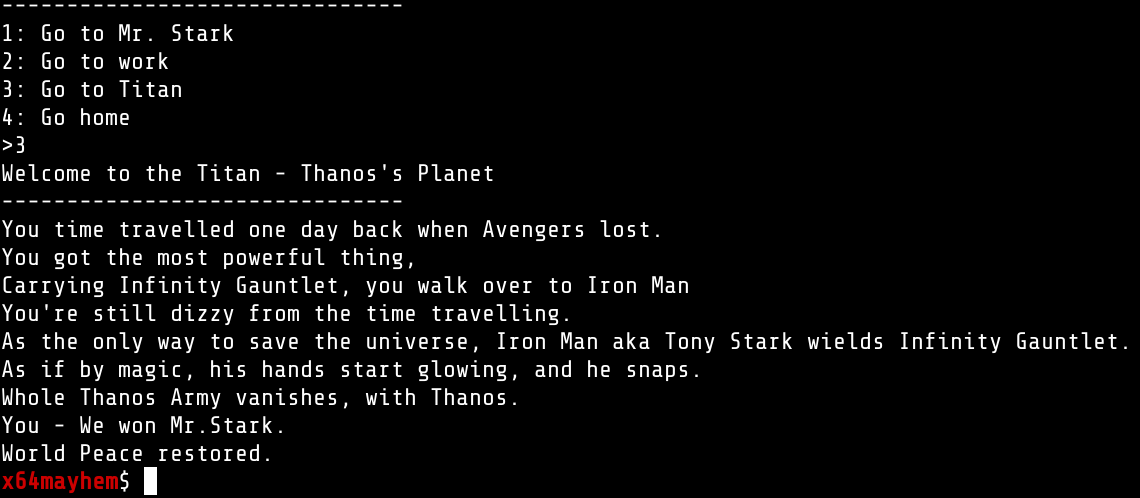 -------------------------------
1: Go to Mr. Stark
2: Go to work
3: Go to Titan
4: Go home
>3
Welcome to the Titan - Thanos's Planet
-------------------------------
You time travelled one day back when Avengers lost.
You got the most powerful thing,
Carrying Infinity Gauntlet, you walk over to Iron Man
You're still dizzy from the time travelling.
As the only way to save the universe, Iron Man aka Tony Stark wields Infinity Gauntlet.
As if by magic, his hands start glowing, and he snaps.
Whole Thanos Army vanishes, with Thanos.
You - We won Mr.Stark.
World Peace restored.
x64mayhem$